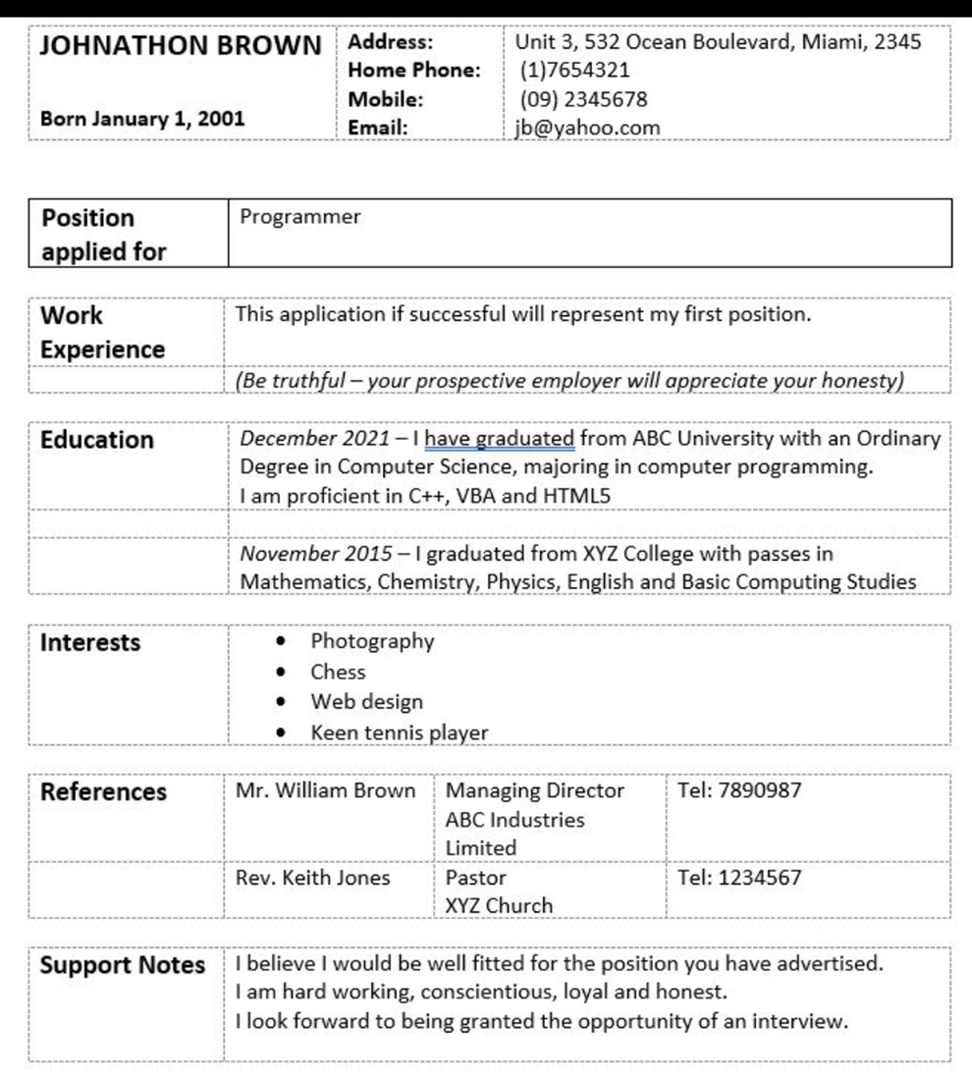 JOHNATHON BROWN
Born January 1, 2001
Address: Unit 3, 532 Ocean Boulevard, Miami, 2345
Home Phone: (1)7654321
Mobile: (09) 2345678
Email: jb@yahoo.com
Position
applied for
Programmer
Work
Experience
This application if successful will represent my first position.
(Be truthful – your prospective employer will appreciate your honesty)
Education
December 2021 – I have graduated from ABC University with an Ordinary
Degree in Computer Science, majoring in computer programming.
I am proficient in C++, VBA and HTML5
November 2015 – I graduated from XYZ College with passes in
Mathematics, Chemistry, Physics, English and Basic Computing Studies
Interests
• Photography
• Chess
• Web design
• Keen tennis player
References
Mr. William Brown
Managing Director
ABC Industries
Limited
Tel: 7890987
Rev. Keith Jones
Pastor
XYZ Church
Tel: 1234567
Support Notes
I believe I would be well fitted for the position you have advertised.
I am hard working, conscientious, loyal and honest.
I look forward to being granted the opportunity of an interview.